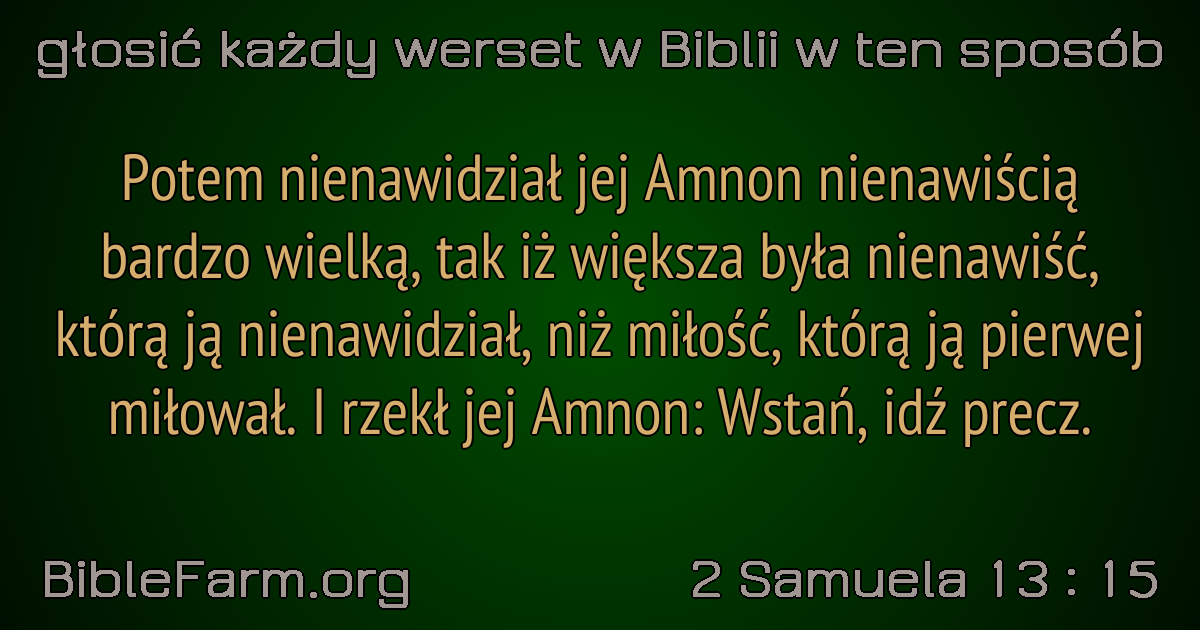 głosić każdy werset w Biblii w ten sposób
Potem nienawidział jej Amnon nienawiścią
bardzo wielką, tak iż większa była nienawiść,
którą ją nienawidział, niż miłość, którą ją pierwej
miłował. I rzekł jej Amnon: Wstań, idź precz.
BibleFarm.org
2 Samuela 13 : 15